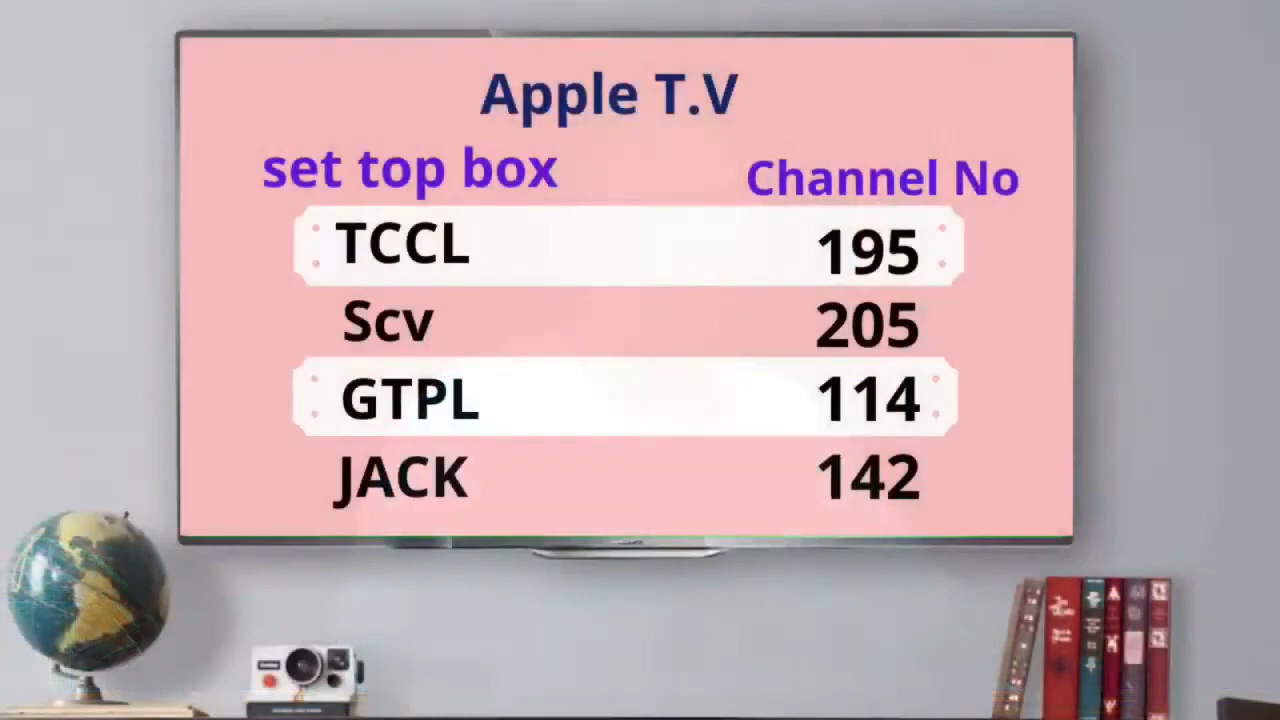 Apple T.V
set top box Channel No
TCCL 195
Scv 205
GTPL 114
JACK 142